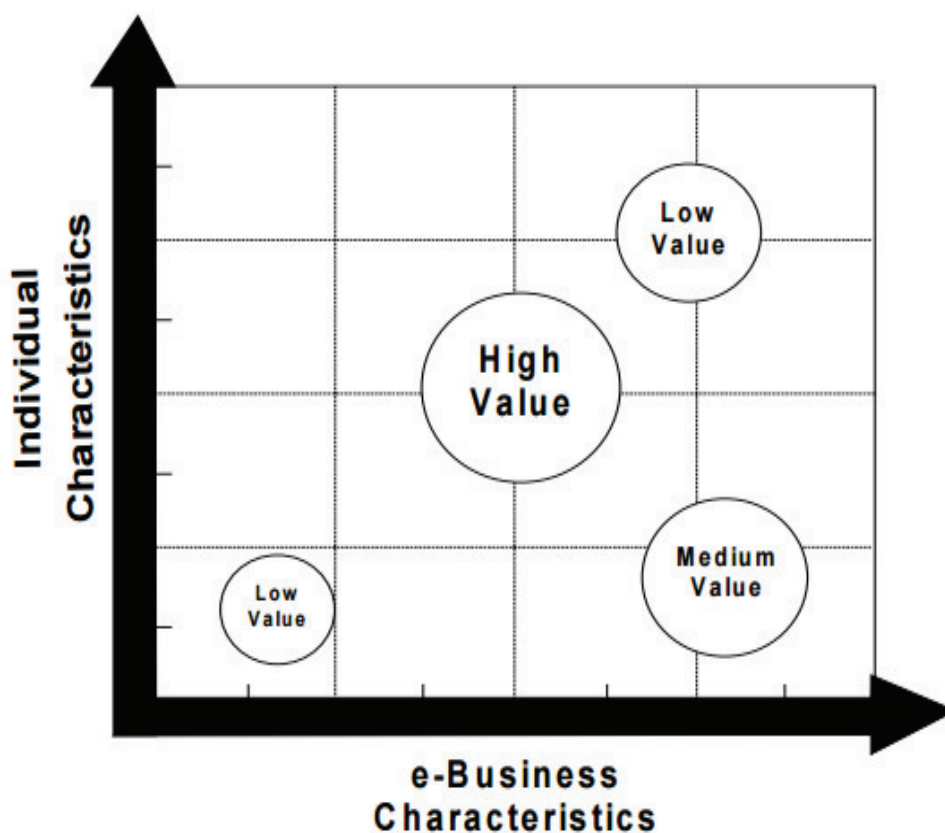 Individual
Characteristics
Low
Value
High
Value
Medium
Value
Low
Value
e-Business
Characteristics